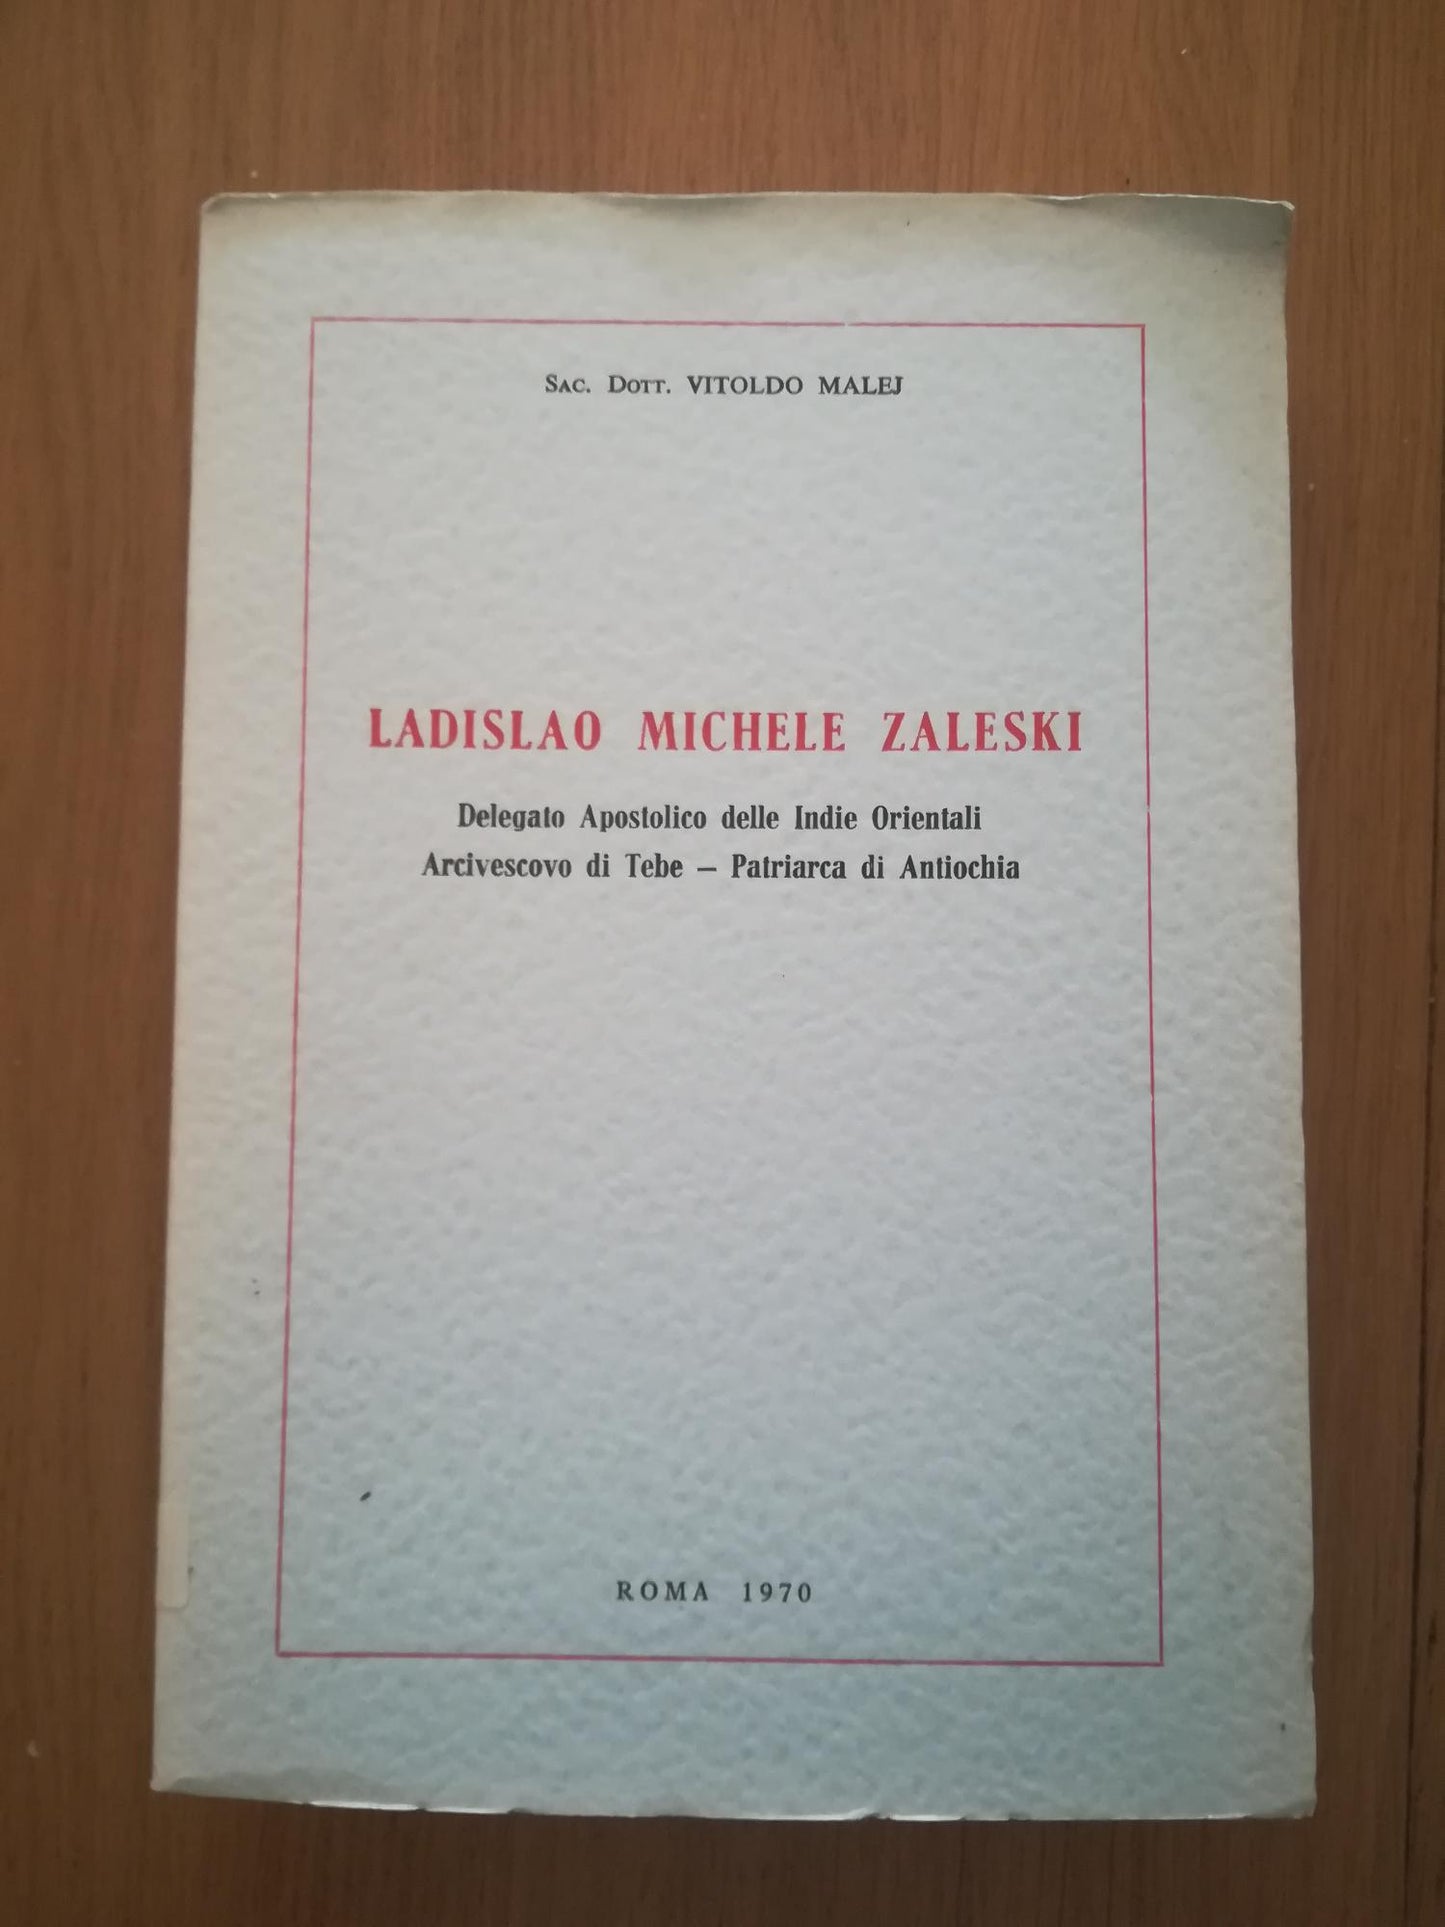 Sac. Dott. VITOLDO MALEJ
LADISLAO MICHELE ZALESKI
Delegato Apostolico delle Indie Orientali
Arcivescovo di Tebe – Patriarca di Antiochia
ROMA 1970